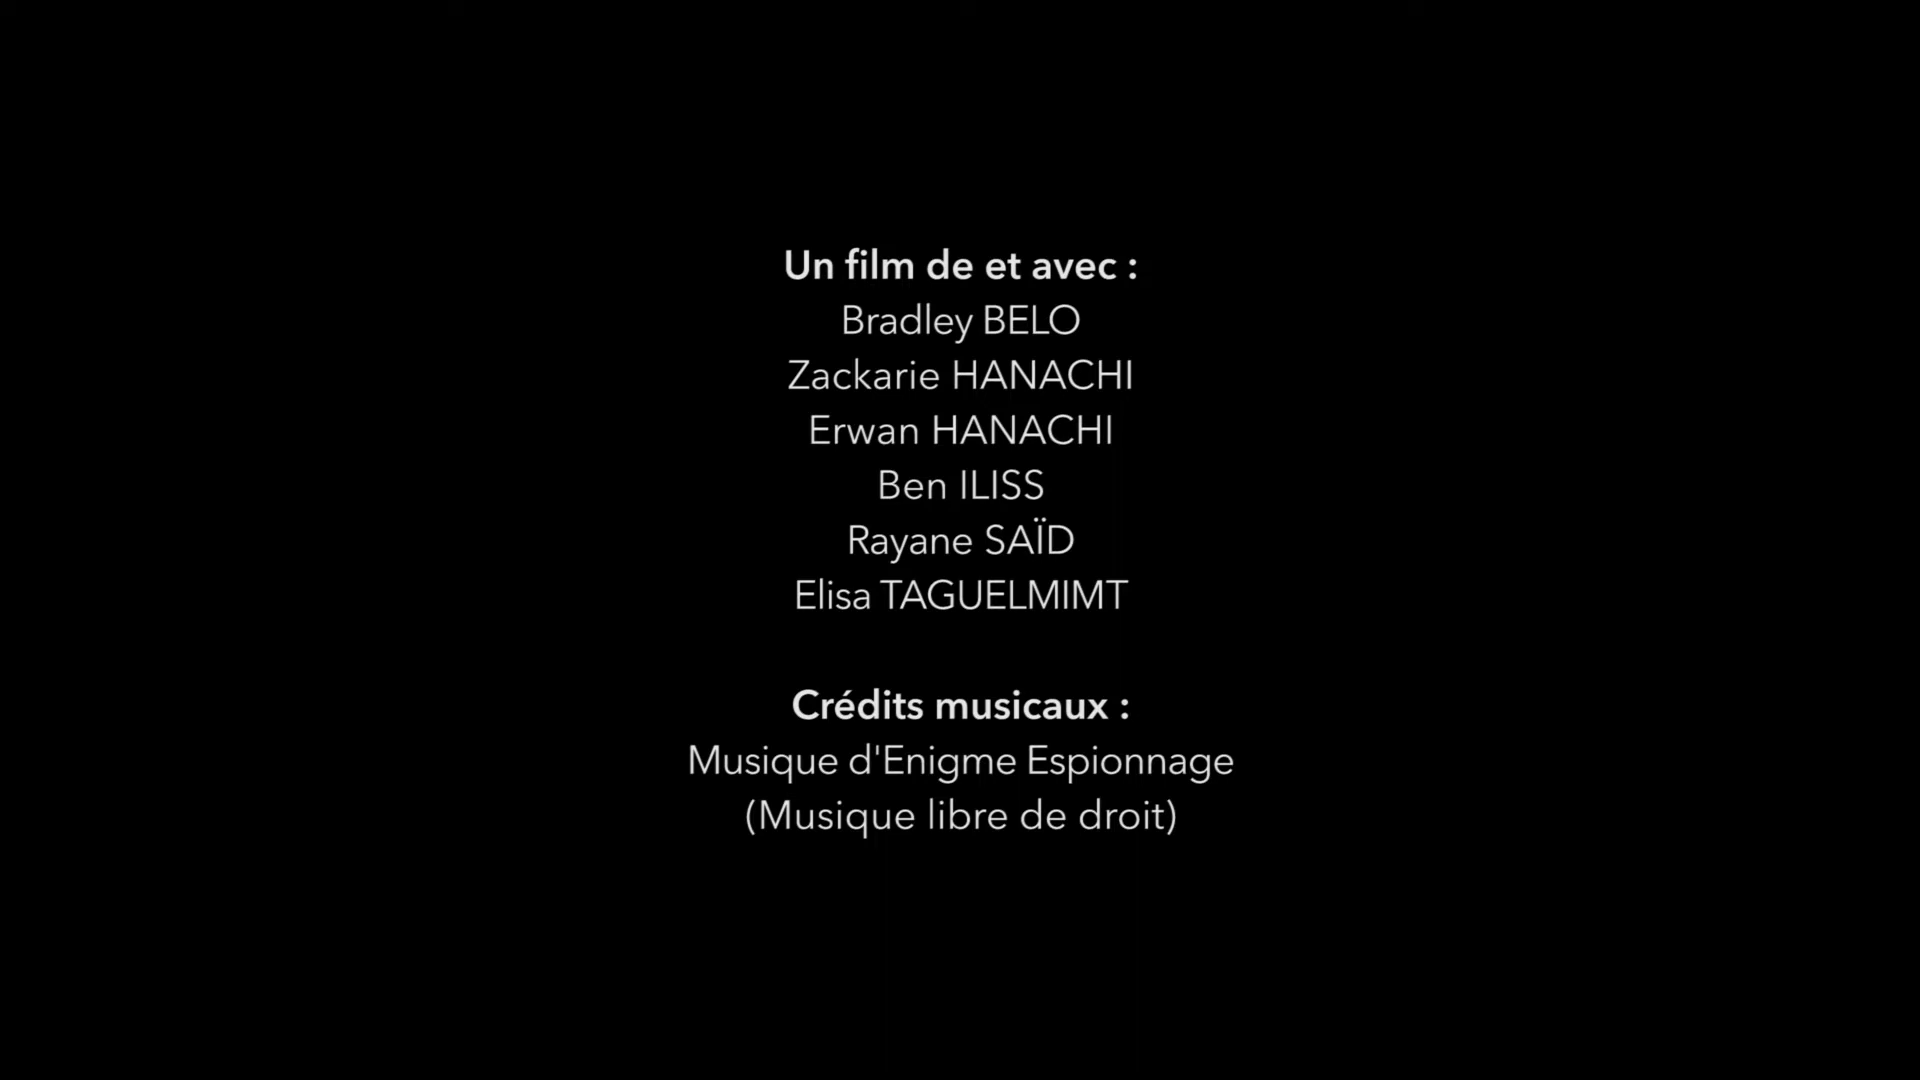 Un film de et avec :
Bradley BELO
Zackarie HANACHI
Erwan HANACHI
Ben ILISS
Rayane SAÏD
Elisa TAGUELMIMT
Crédits musicaux :
Musique d'Enigme Espionnage
(Musique libre de droit)